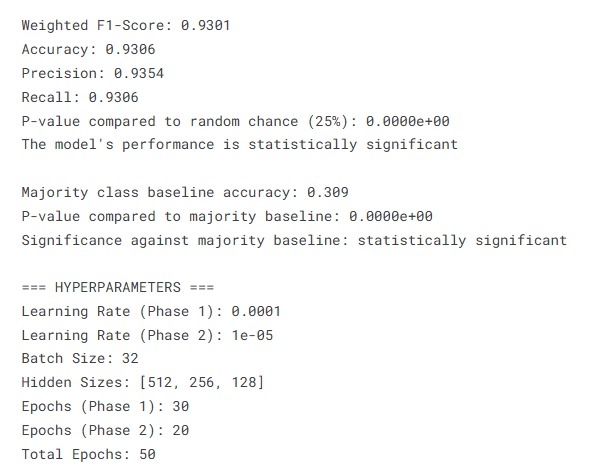 Weighted F1-Score: 0.9301
Accuracy: 0.9306
Precision: 0.9354
Recall: 0.9306
P-value compared to random chance (25%): 0.0000e+00
The model's performance is statistically significant
Majority class baseline accuracy: 0.309
P-value compared to majority baseline: 0.0000e+00
Significance against majority baseline: statistically significant
=== HYPERPARAMETERS ===
Learning Rate (Phase 1): 0.0001
Learning Rate (Phase 2): 1e-05
Batch Size: 32
Hidden Sizes: [512, 256, 128]
Epochs (Phase 1): 30
Epochs (Phase 2): 20
Total Epochs: 50